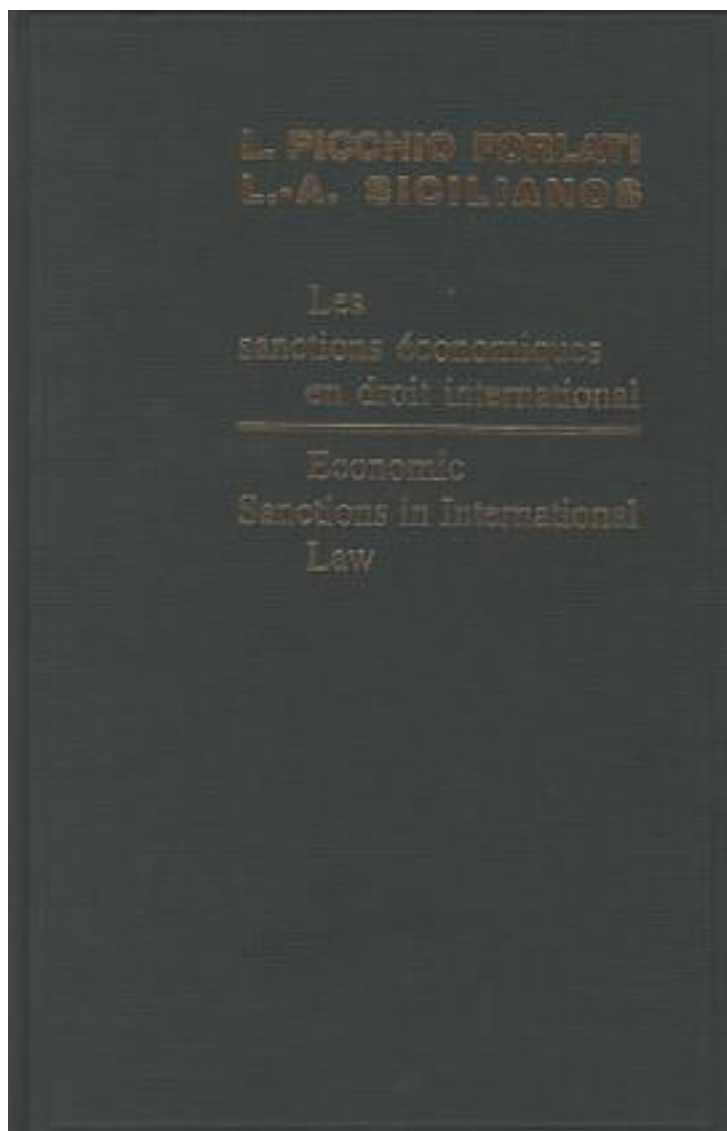 L. PICCHIO FORLATI
L.-A. SICILIANOS
Les
sanctions économiques
en droit international
Economic
Sanctions in International
Law